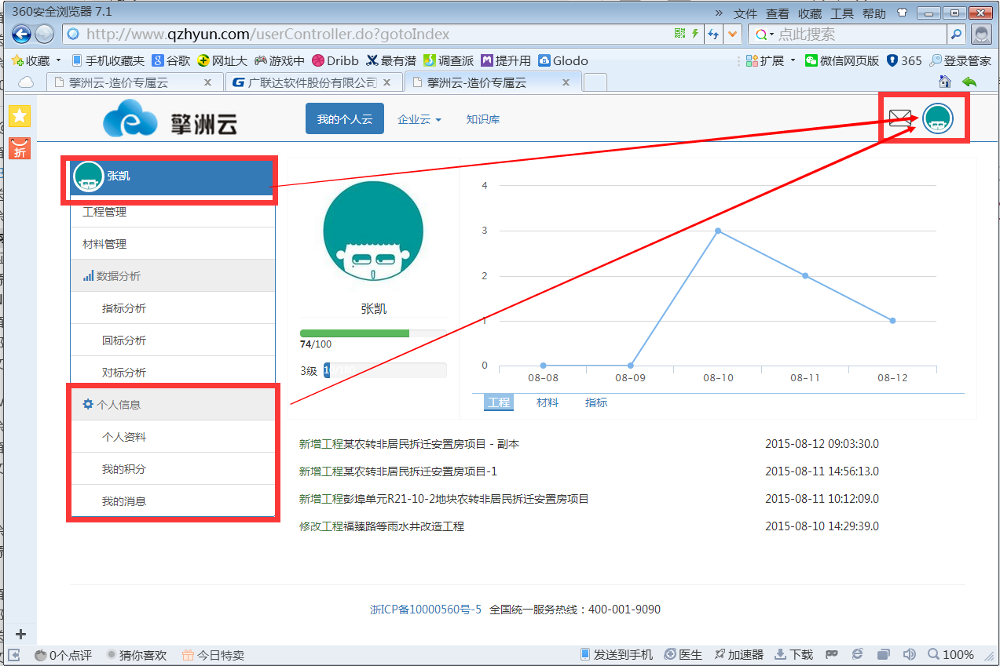 360安全浏览器 7.1
» 文件 查看 收藏 工具 帮助
http://www.qzhyun.com/userController.do?gotoIndex
点此搜索
收藏 手机收藏夹 谷歌 网址大 游戏中 Dribb 最有潜 调查派 提升用 Glodo 扩展 微信网页版 365 登录管家
擎洲云-造价专属云 x 广联达软件股份有限公司 x 擎洲云-造价专属云 x
折
擎洲云
我的个人云 企业云 知识库
张凯
工程管理
材料管理
数据分析
指标分析
回标分析
对标分析
个人信息
个人资料
我的积分
我的消息
张凯
74/100
3级
4
3
2
1
0
08-08 08-09 08-10 08-11 08-12
工程 材料 指标
新增工程某农转非居民拆迁安置房项目 - 副本 2015-08-12 09:03:30.0
新增工程某农转非居民拆迁安置房项目-1 2015-08-11 14:56:13.0
新增工程彭埠单元R21-10-2地块农转非居民拆迁安置房项目 2015-08-11 10:12:09.0
修改工程福臻路等雨水井改造工程 2015-08-10 14:29:39.0
浙ICP备10000560号-5 全国统一服务热线：400-001-9090
0个点评 猜你喜欢 今日特卖 发送到手机 医生 加速器 下载 100%